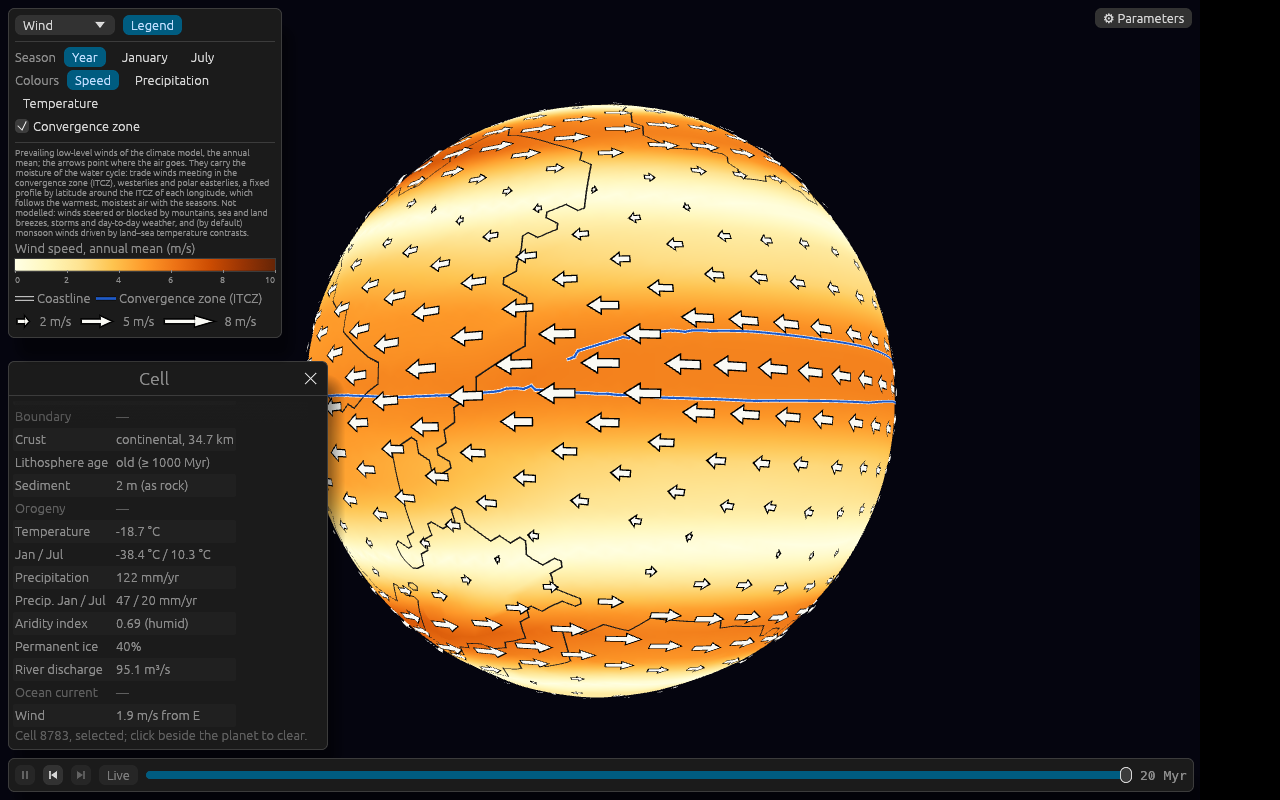 Wind
Legend
⚙ Parameters
Season Year January July
Colours Speed Precipitation
Temperature
Convergence zone
Prevailing low-level winds of the climate model, the annual
mean; the arrows point where the air goes. They carry the
moisture of the water cycle: trade winds meeting in the
convergence zone (ITCZ), westerlies and polar easterlies, a fixed
profile by latitude around the ITCZ of each longitude, which
follows the warmest, moistest air with the seasons. Not
modelled: winds steered or blocked by mountains, sea and land
breezes, storms and day-to-day weather, and (by default)
monsoon winds driven by land–sea temperature contrasts.
Wind speed, annual mean (m/s)
0 2 4 6 8 10
Coastline Convergence zone (ITCZ)
2 m/s 5 m/s 8 m/s
Cell
Boundary —
Crust continental, 34.7 km
Lithosphere age old (≥ 1000 Myr)
Sediment 2 m (as rock)
Orogeny —
Temperature -18.7 °C
Jan / Jul -38.4 °C / 10.3 °C
Precipitation 122 mm/yr
Precip. Jan / Jul 47 / 20 mm/yr
Aridity index 0.69 (humid)
Permanent ice 40%
River discharge 95.1 m³/s
Ocean current —
Wind 1.9 m/s from E
Cell 8783, selected; click beside the planet to clear.
Live
20 Myr